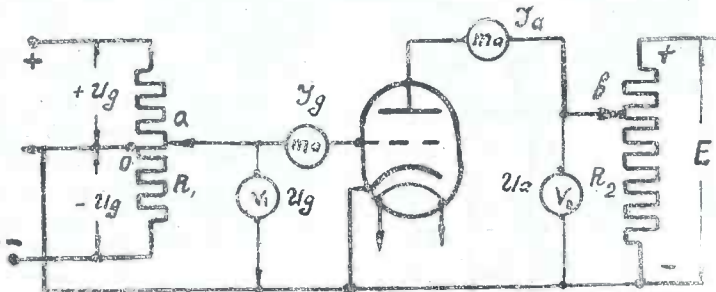 Ja
ma
+
+Ug
Jg
ma
a
в
+
0
R₁
- Ug
V₁
Ug
Ua
V₂
R₂
E
-
-